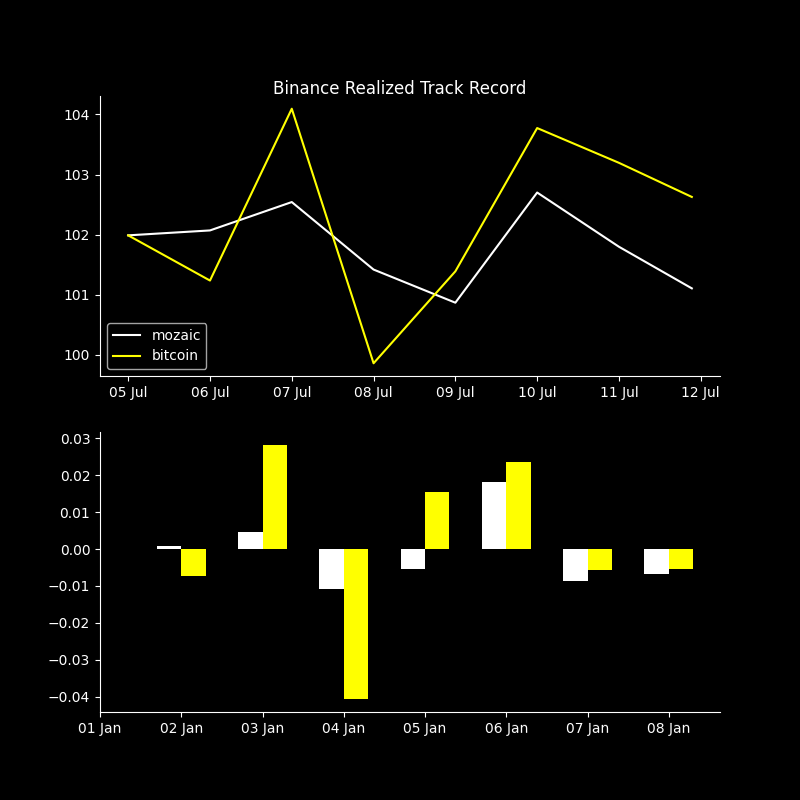 Binance Realized Track Record
104
103
102
101
100
mozaic
bitcoin
05 Jul 06 Jul 07 Jul 08 Jul 09 Jul 10 Jul 11 Jul 12 Jul
0.03
0.02
0.01
0.00
−0.01
−0.02
−0.03
−0.04
01 Jan 02 Jan 03 Jan 04 Jan 05 Jan 06 Jan 07 Jan 08 Jan